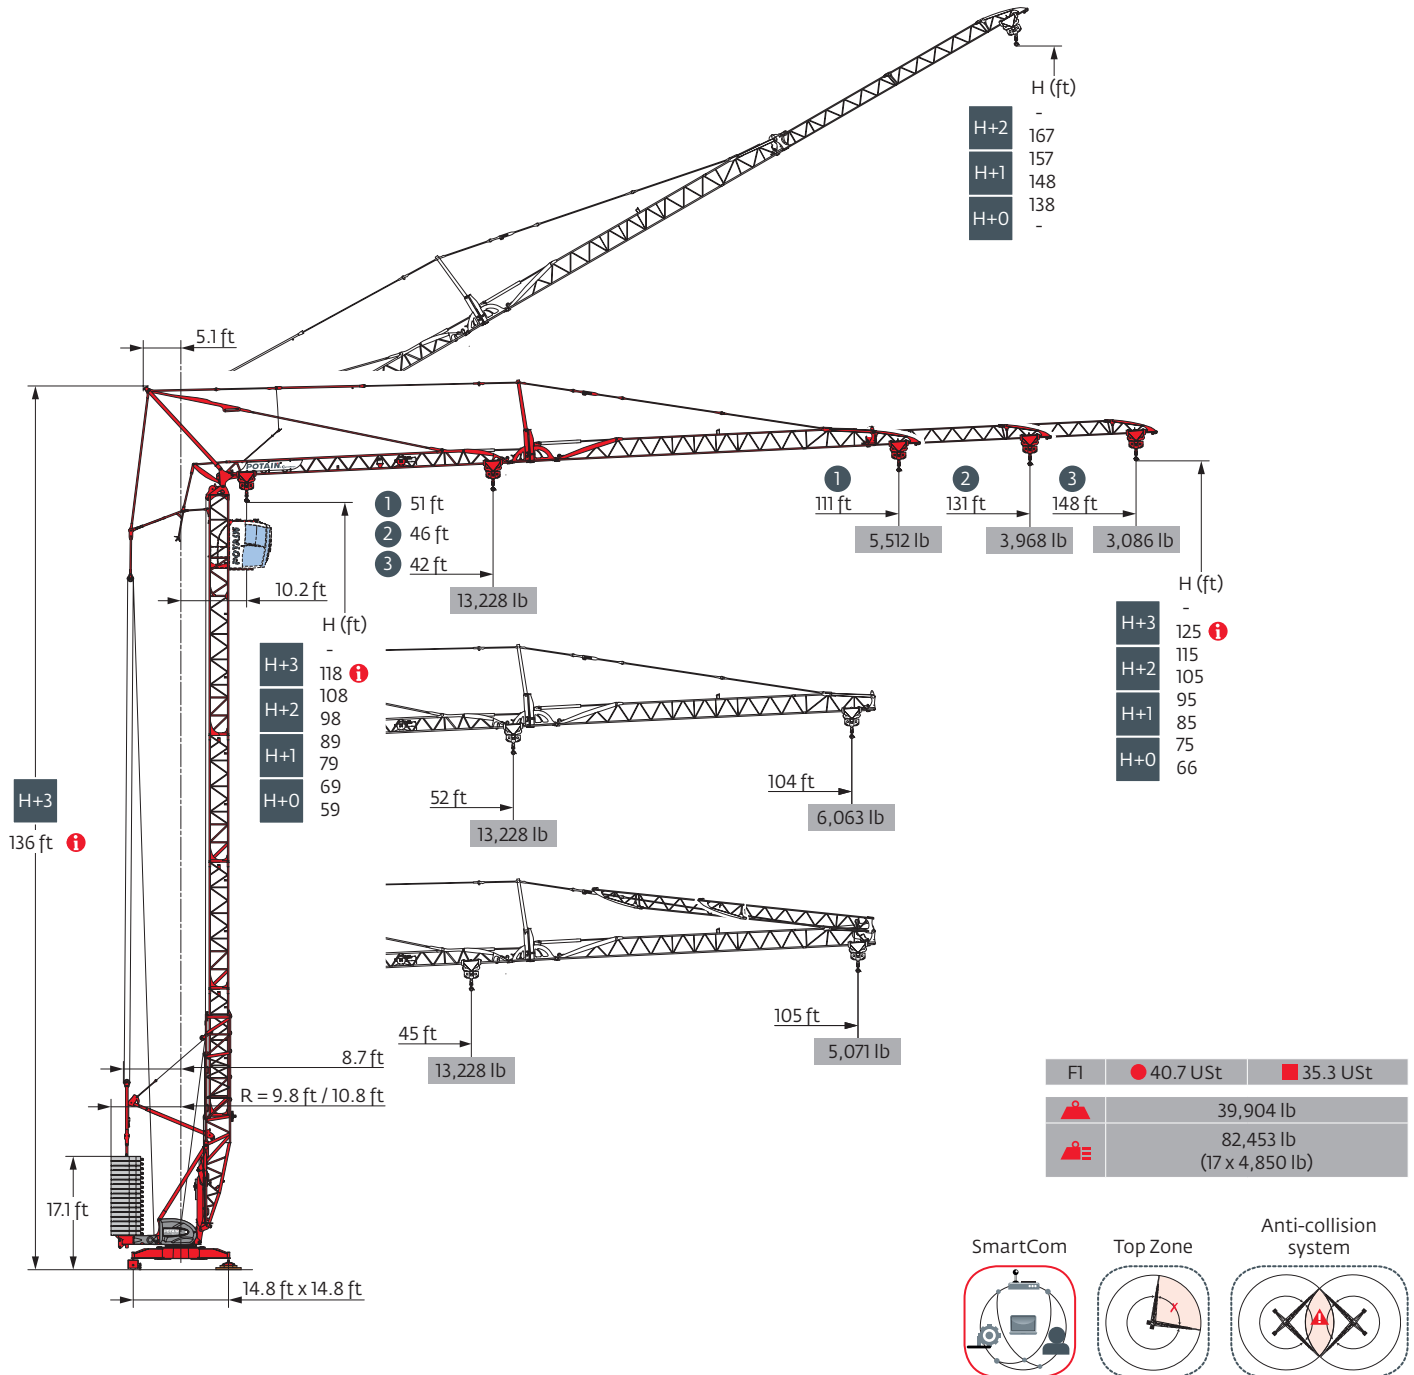 H (ft)
H+2
-
167
H+1
157
148
H+0
138
-
5.1 ft
POTAIN
POTAIN
1 51 ft
2 46 ft
3 42 ft
13,228 lb
1
111 ft
5,512 lb
2
131 ft
3,968 lb
3
148 ft
3,086 lb
10.2 ft
H (ft)
-
H+3
118 i
H+2
108
98
H+1
89
79
H+0
69
59
H (ft)
-
H+3
125 i
H+2
115
105
H+1
95
85
H+0
75
66
52 ft
13,228 lb
104 ft
6,063 lb
H+3
136 ft i
45 ft
13,228 lb
105 ft
5,071 lb
8.7 ft
R = 9.8 ft / 10.8 ft
17.1 ft
14.8 ft x 14.8 ft
F1 40.7 USt 35.3 USt
39,904 lb
82,453 lb
(17 x 4,850 lb)
SmartCom
Top Zone
Anti-collision
system